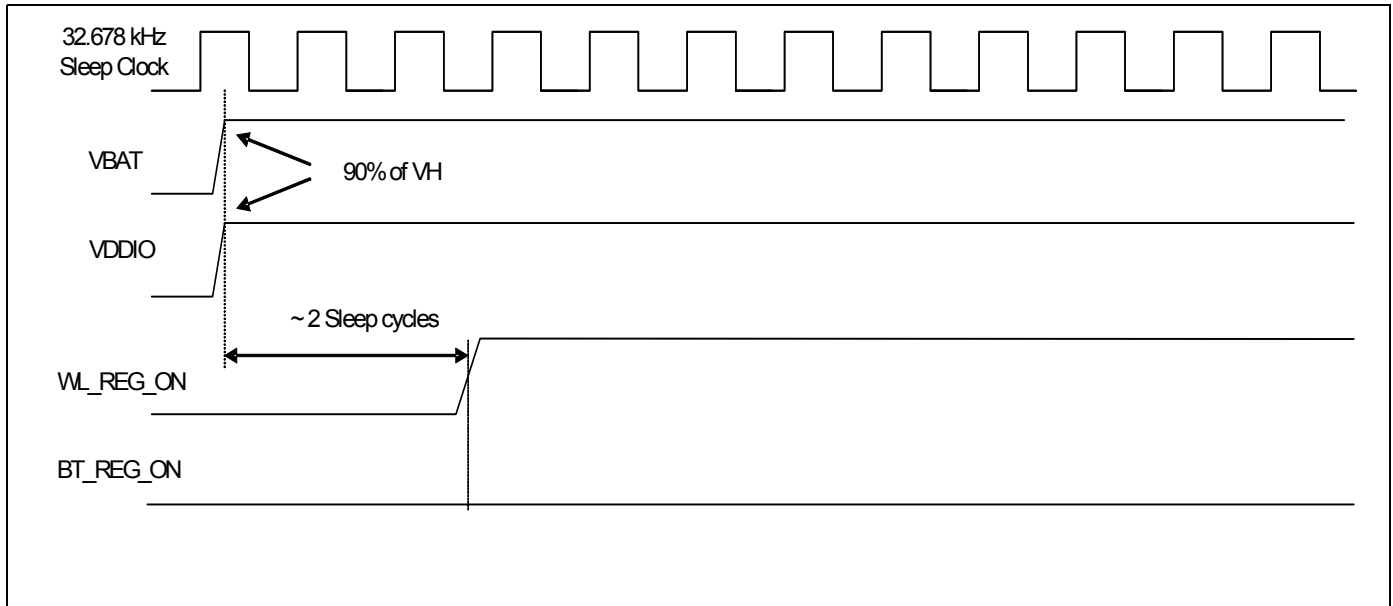 32.678 kHz
Sleep Clock
VBAT
90% of VH
VDDIO
~ 2 Sleep cycles
WL_REG_ON
BT_REG_ON